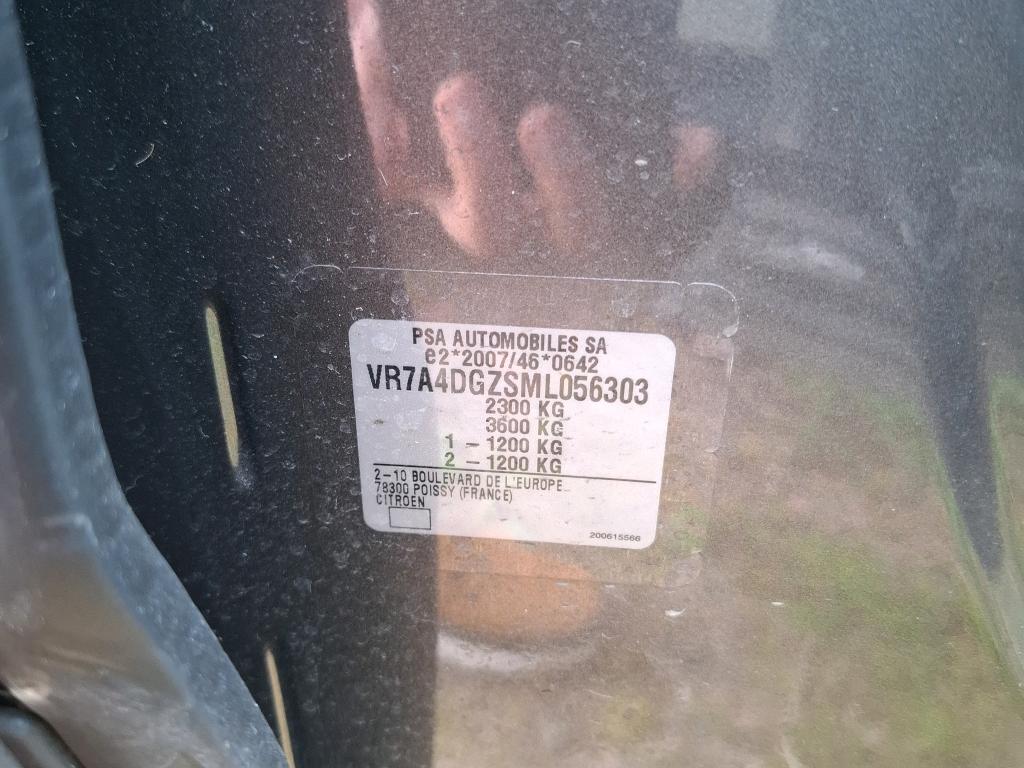 PSA AUTOMOBILES SA
e2*2007/46*0642
VR7A4DGZSML056303
2300 KG
3600 KG
1 - 1200 KG
2 - 1200 KG
2-10 BOULEVARD DE L'EUROPE
78300 POISSY (FRANCE)
CITROEN
200615566